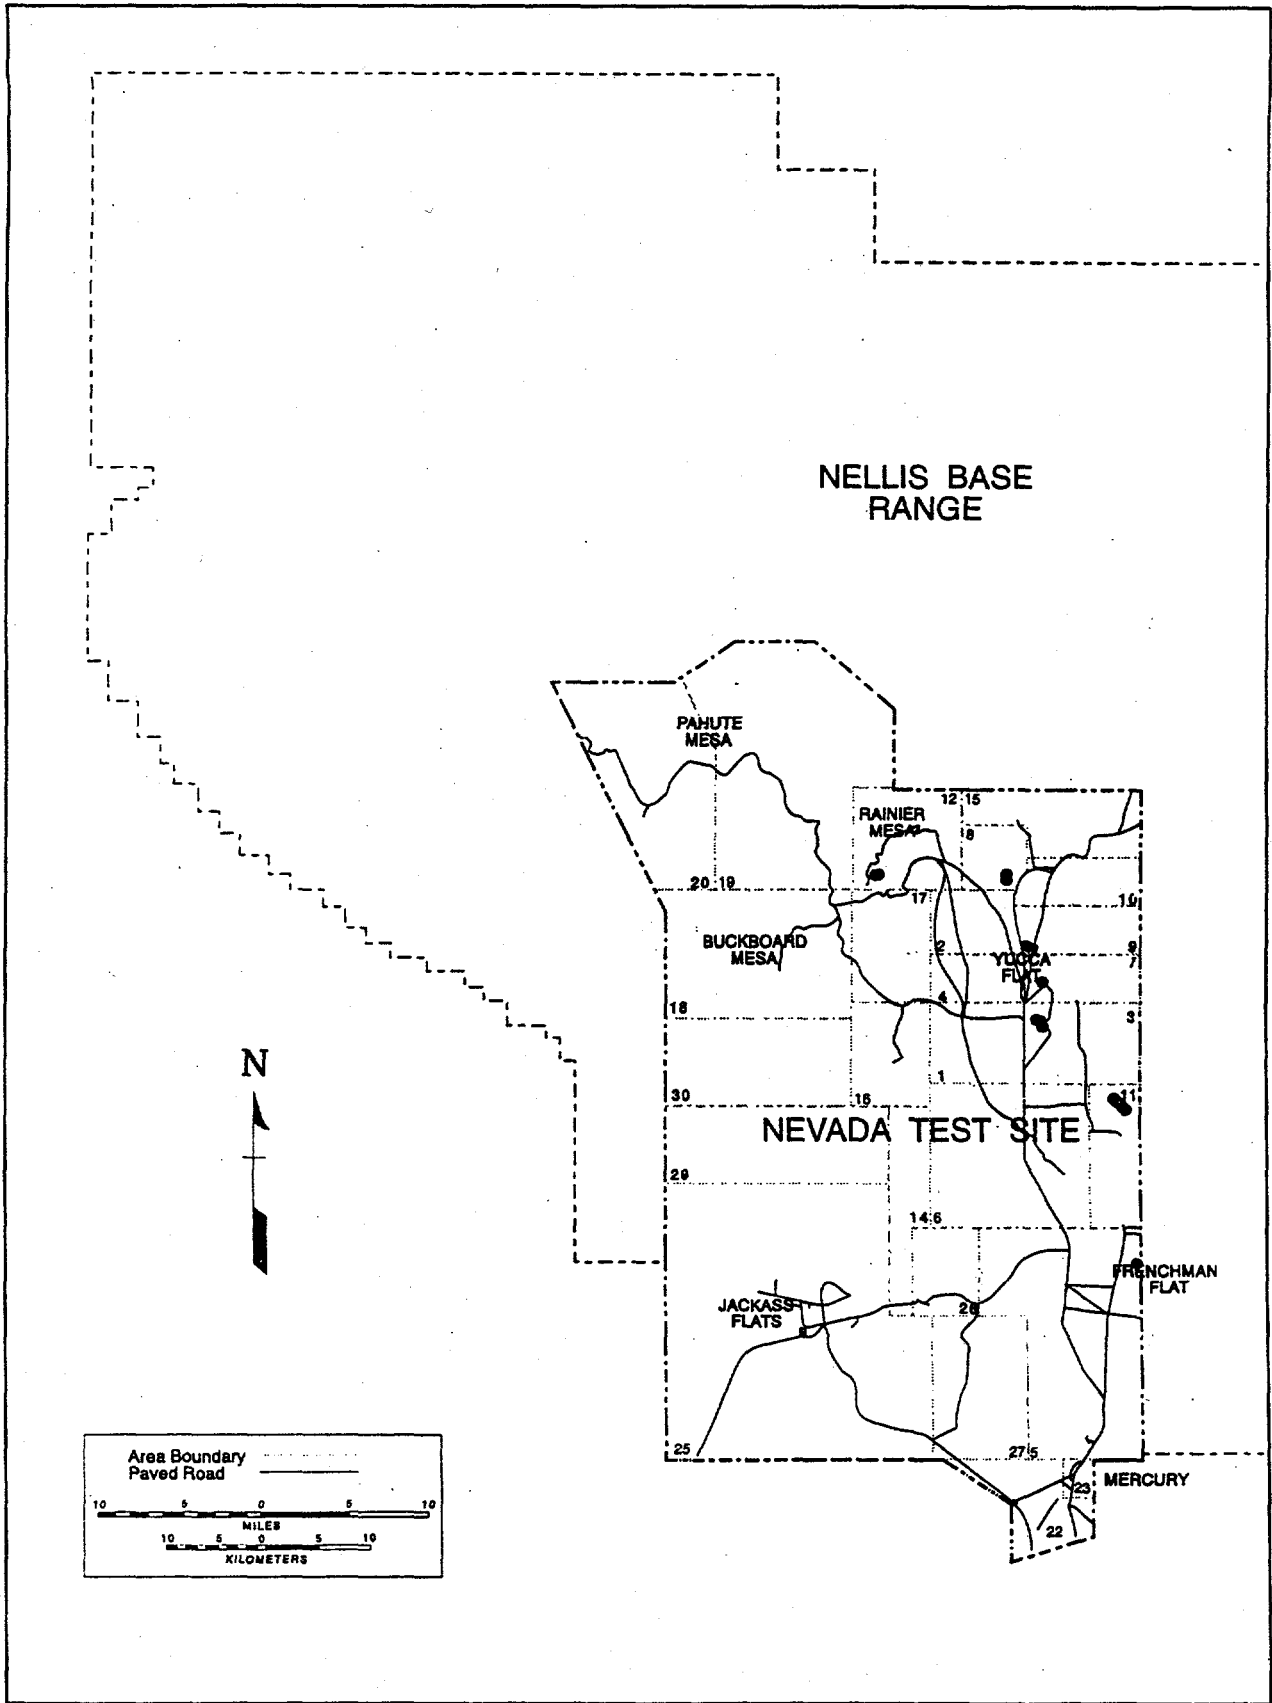 NELLIS BASE
RANGE
PAHUTE
MESA
12 15
RAINIER
MESA
8
20 19
17
10
BUCKBOARD
MESA
2
9
YUCCA
FLAT
7
4
18
3
N
1
30
16
11
NEVADA TEST SITE
29
14 6
FRENCHMAN
FLAT
JACKASS
FLATS
26
25
27 5
MERCURY
23
22
Area Boundary
Paved Road
10 5 0 5 10
MILES
10 5 0 5 10
KILOMETERS